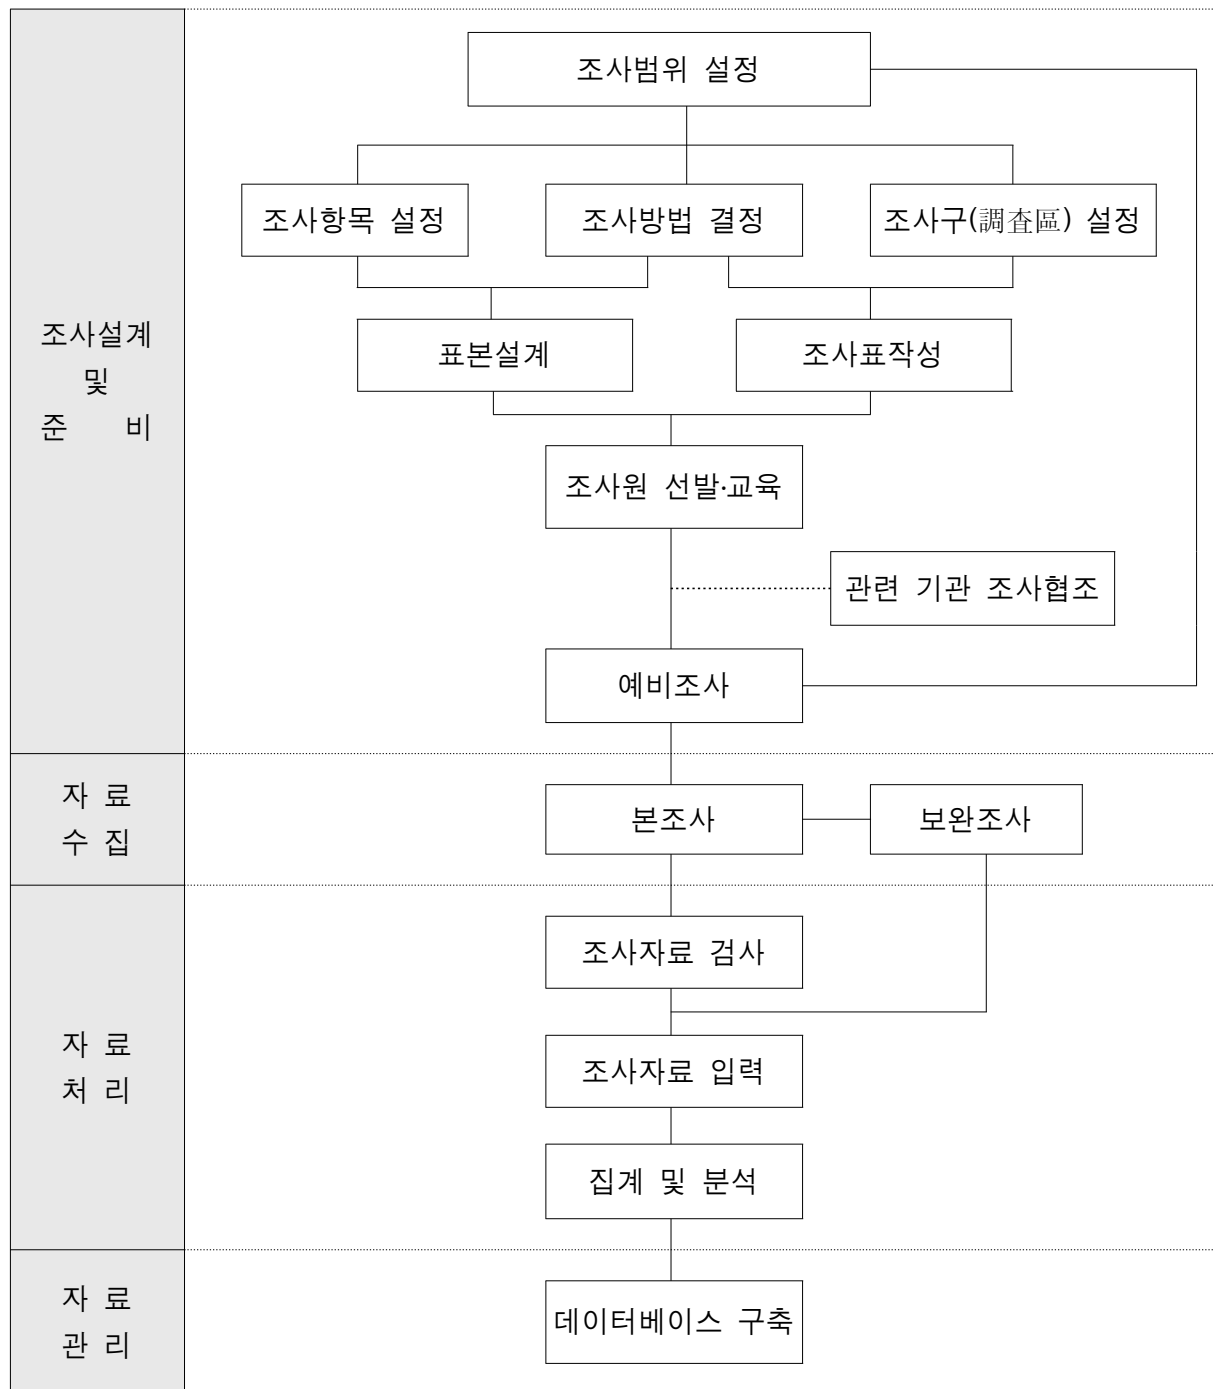 조사설계
및
준 비
조사범위 설정
조사항목 설정
조사방법 결정
조사구(調査區) 설정
표본설계
조사표작성
조사원 선발·교육
관련 기관 조사협조
예비조사
자 료
수 집
본조사
보완조사
자 료
처 리
조사자료 검사
조사자료 입력
집계 및 분석
자 료
관 리
데이터베이스 구축